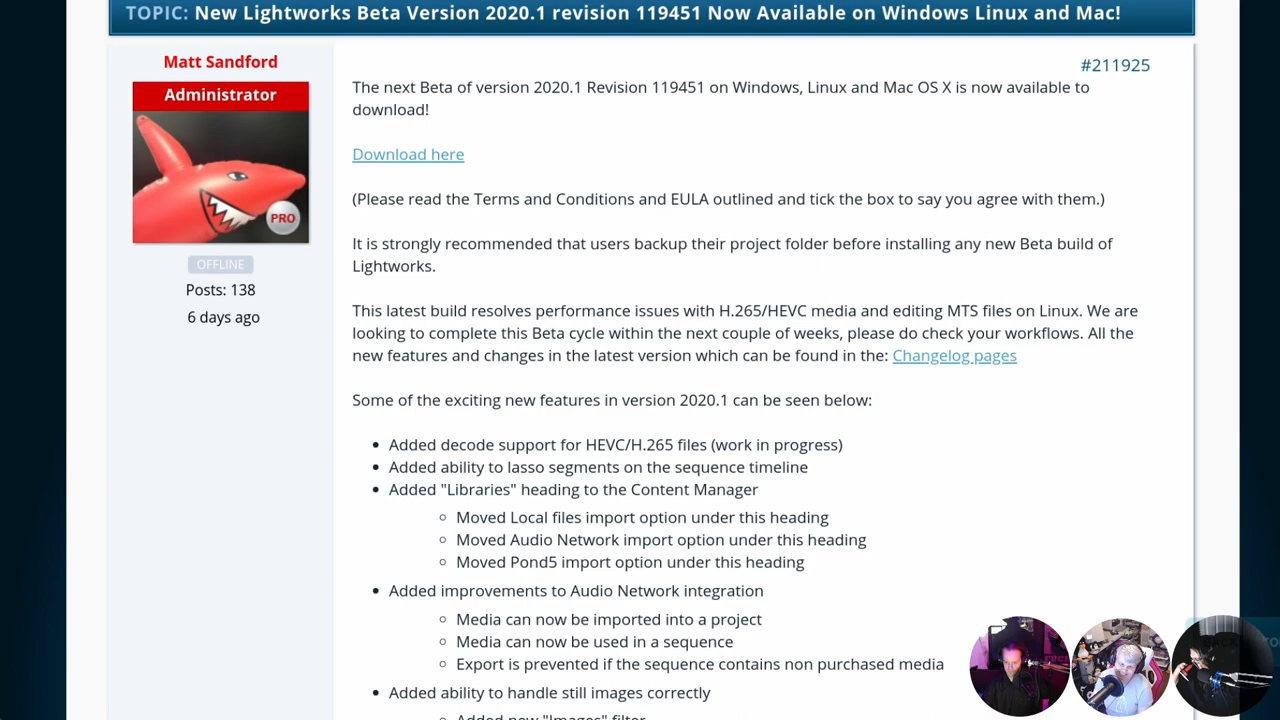 TOPIC: New Lightworks Beta Version 2020.1 revision 119451 Now Available on Windows Linux and Mac!
Matt Sandford
Administrator
PRO
OFFLINE
Posts: 138
6 days ago
#211925
The next Beta of version 2020.1 Revision 119451 on Windows, Linux and Mac OS X is now available to
download!
Download here
(Please read the Terms and Conditions and EULA outlined and tick the box to say you agree with them.)
It is strongly recommended that users backup their project folder before installing any new Beta build of
Lightworks.
This latest build resolves performance issues with H.265/HEVC media and editing MTS files on Linux. We are
looking to complete this Beta cycle within the next couple of weeks, please do check your workflows. All the
new features and changes in the latest version which can be found in the: Changelog pages
Some of the exciting new features in version 2020.1 can be seen below:
• Added decode support for HEVC/H.265 files (work in progress)
• Added ability to lasso segments on the sequence timeline
• Added "Libraries" heading to the Content Manager
◦ Moved Local files import option under this heading
◦ Moved Audio Network import option under this heading
◦ Moved Pond5 import option under this heading
• Added improvements to Audio Network integration
◦ Media can now be imported into a project
◦ Media can now be used in a sequence
◦ Export is prevented if the sequence contains non purchased media
• Added ability to handle still images correctly
◦ Added new "Images" filter